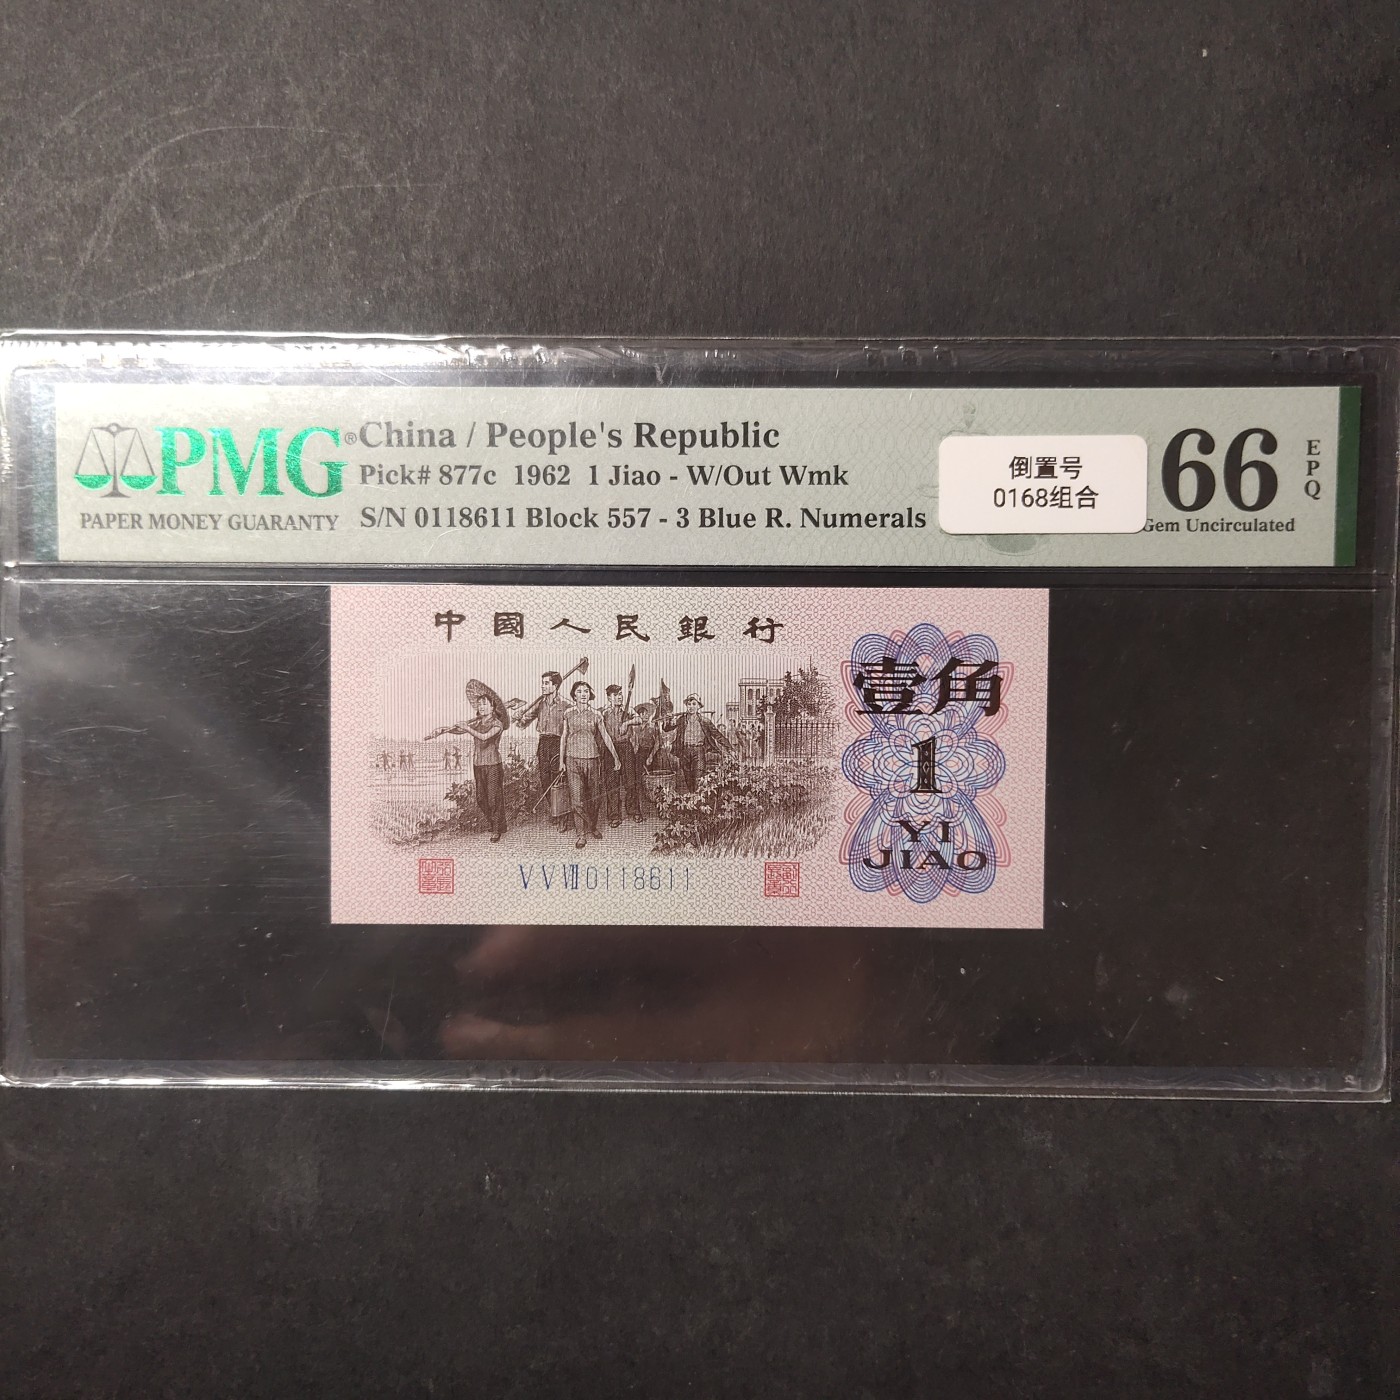 PMG®
PAPER MONEY GUARANTY
China / People's Republic
Pick# 877c 1962 1 Jiao - W/Out Wmk
S/N 0118611 Block 557 - 3 Blue R. Numerals
倒置号
0168组合
66
EPQ
Gem Uncirculated
中國人民銀行
壹角
1
YI
JIAO
V V VII 0118611